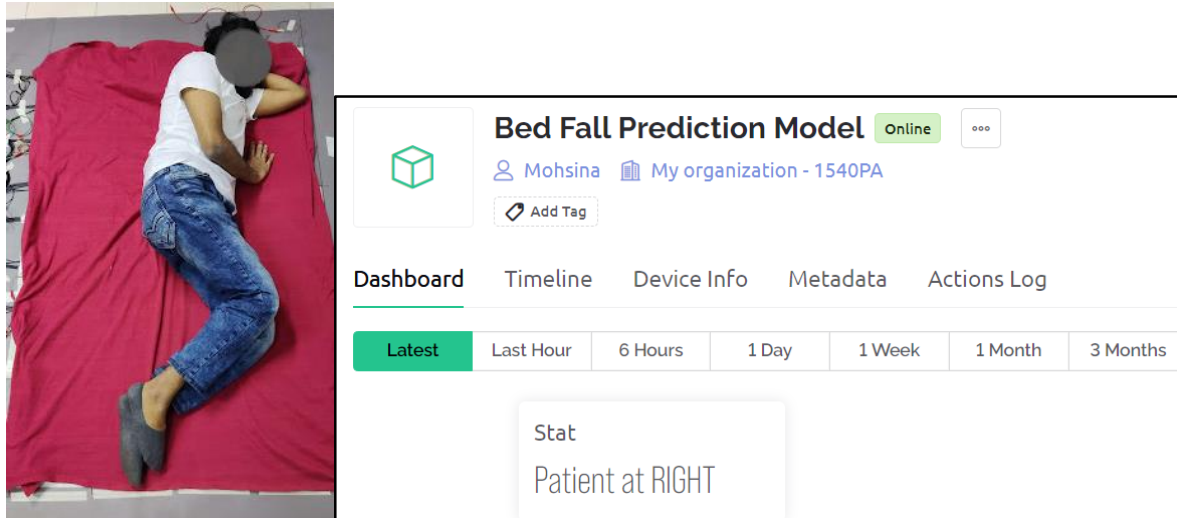 Bed Fall Prediction Model Online
Mohsina My organization - 1540PA
Add Tag
Dashboard Timeline Device Info Metadata Actions Log
Latest Last Hour 6 Hours 1 Day 1 Week 1 Month 3 Months
Stat
Patient at RIGHT